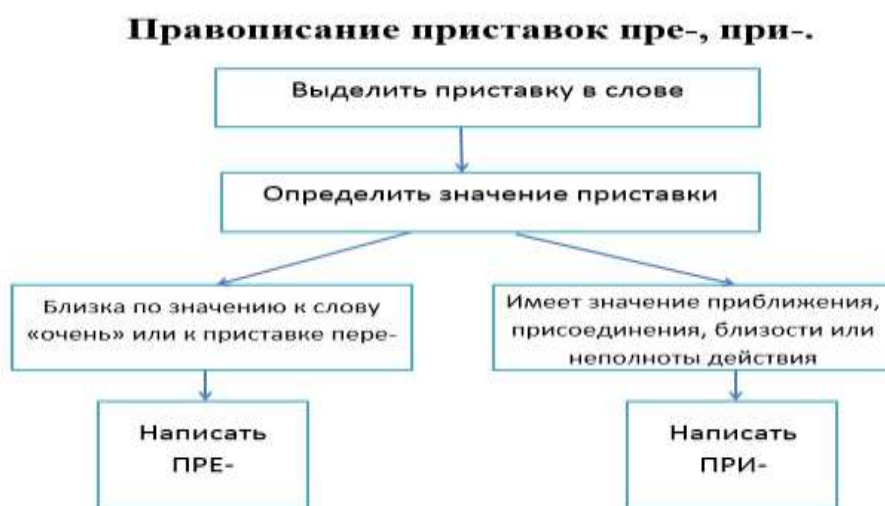 Правописание приставок пре-, при-.
Выделить приставку в слове
Определить значение приставки
Близка по значению к слову
«очень» или к приставке пере-
Имеет значение приближения,
присоединения, близости или
неполноты действия
Написать
ПРЕ-
Написать
ПРИ-